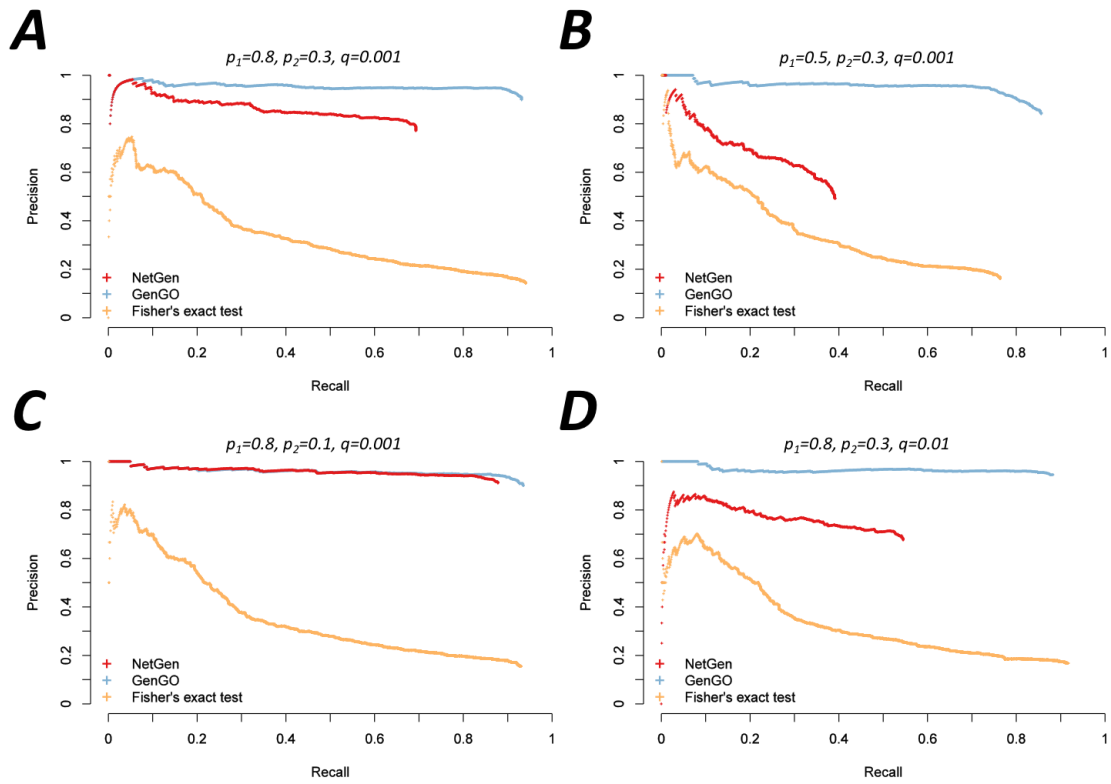 A
p1=0.8, p2=0.3, q=0.001
Precision
0 0.2 0.4 0.6 0.8 1
NetGen
GenGO
Fisher's exact test
0 0.2 0.4 0.6 0.8 1
Recall
B
p1=0.5, p2=0.3, q=0.001
Precision
0 0.2 0.4 0.6 0.8 1
NetGen
GenGO
Fisher's exact test
0 0.2 0.4 0.6 0.8 1
Recall
C
p1=0.8, p2=0.1, q=0.001
Precision
0 0.2 0.4 0.6 0.8 1
NetGen
GenGO
Fisher's exact test
0 0.2 0.4 0.6 0.8 1
Recall
D
p1=0.8, p2=0.3, q=0.01
Precision
0 0.2 0.4 0.6 0.8 1
NetGen
GenGO
Fisher's exact test
0 0.2 0.4 0.6 0.8 1
Recall